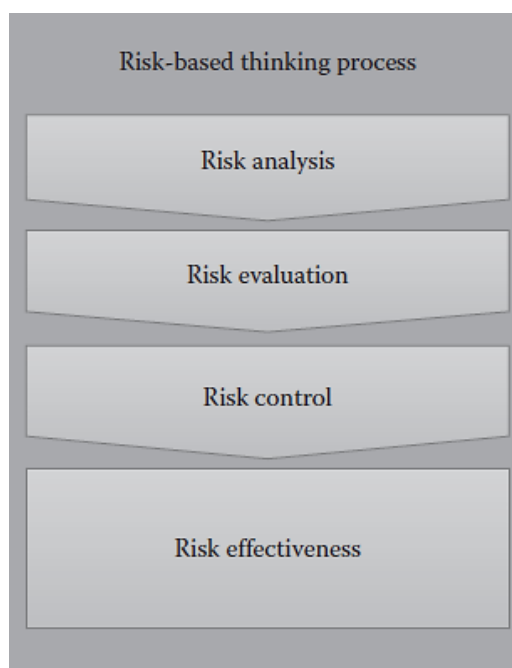 Risk-based thinking process
Risk analysis
Risk evaluation
Risk control
Risk effectiveness